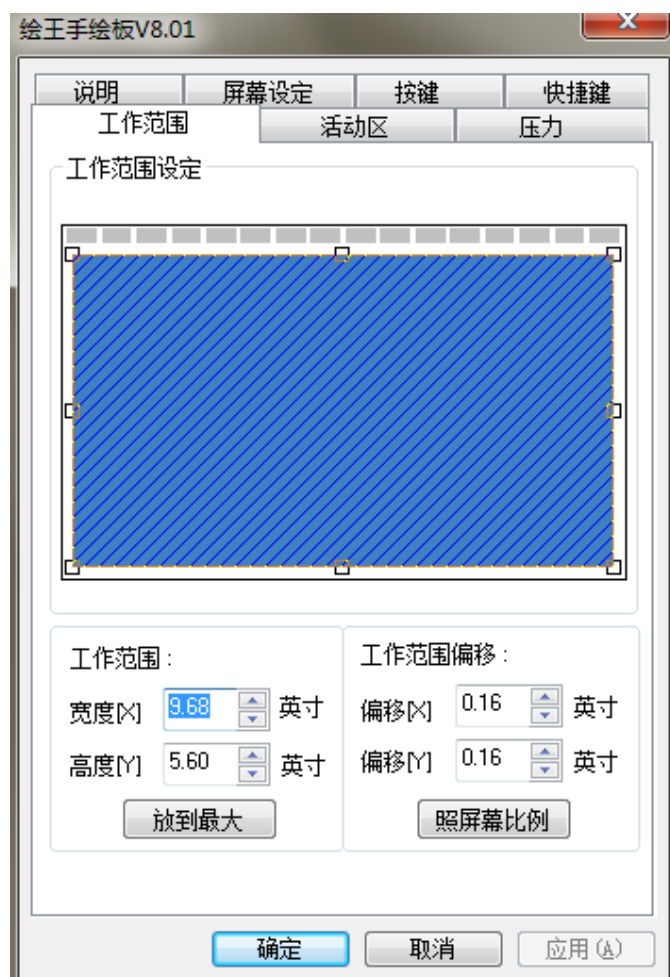 绘王手绘板V8.01
说明 屏幕设定 按键 快捷鍵
工作范围 活动区 压力
工作范围设定
工作范围: 工作范围偏移:
宽度[X] 9.68 英寸 偏移[X] 0.16 英寸
高度[Y] 5.60 英寸 偏移[Y] 0.16 英寸
放到最大 照屏幕比例
确定 取消 应用(A)